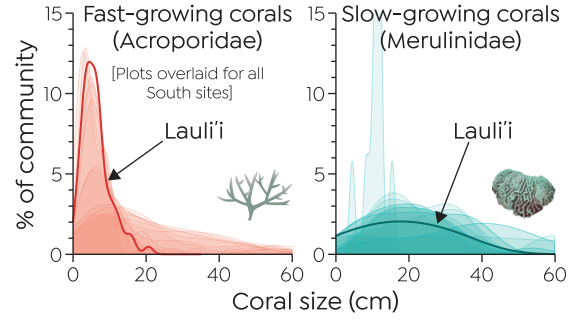 Fast-growing corals
(Acroporidae)
[Plots overlaid for all
South sites]
Lauli'i
Slow-growing corals
(Merulinidae)
Lauli'i
% of community
15
10
5
0
0
20
40
60
15
10
5
0
0
20
40
60
Coral size (cm)